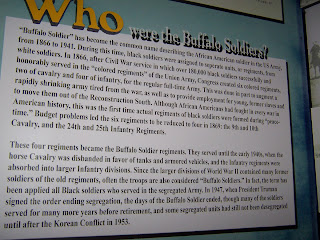 Who were the Buffalo Soldiers?
"Buffalo Soldier" has become the common name describing the African American soldier in the US Army,
from 1866 to 1941. During this time, black soldiers were assigned to separate units, or regiments, from
white soldiers. In 1866, after Civil War service in which over 180,000 black soldiers successfully and
honorably served in the "colored regiments" of the Union Army, Congress created six colored regiments,
two of cavalry and four of infantry, for the regular full-time Army. This was done in part to augment a
rapidly shrinking army tired from the war, as well as to provide employment for young, former slaves and
to move them out of the Reconstruction South. Although African Americans had fought in every war in
American history, this was the first time actual regiments of black soldiers were formed during "peace-
time." Budget problems led the six regiments to be reduced to four in 1869; the 9th and 10th
Cavalry, and the 24th and 25th Infantry Regiments.
These four regiments became the Buffalo Soldier regiments. They served until the early 1940s, when the
horse Cavalry was disbanded in favor of tanks and armored vehicles, and the Infantry regiments were
absorbed into larger Infantry divisions. Since the larger divisions of World War II contained many former
soldiers of the old regiments, often the troops are also considered "Buffalo Soldiers." In fact, the term has
been applied all Black soldiers who served in the segregated Army. In 1947, when President Truman
signed the order ending segregation, the days of the Buffalo Soldier ended, though many of the soldiers
served for many more years before retirement, and some segregated units had still not been desegregated
until after the Korean Conflict in 1953.